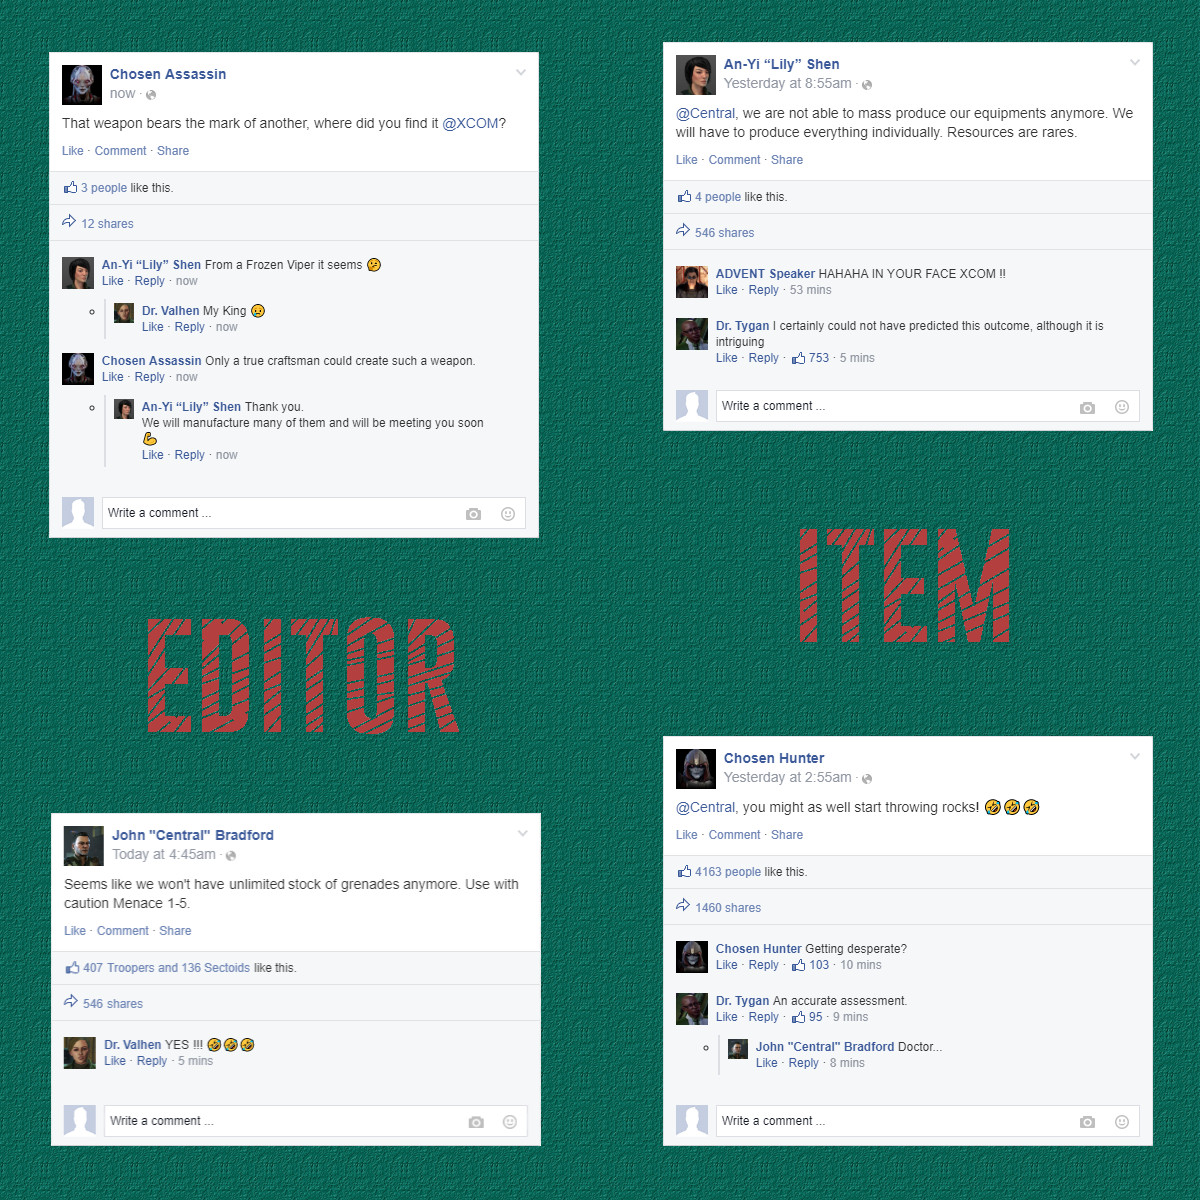 Chosen Assassin
now ·
That weapon bears the mark of another, where did you find it @XCOM?
Like · Comment · Share
3 people like this.
12 shares
An-Yi “Lily” Shen From a Frozen Viper it seems 😕
Like · Reply · now
Dr. Valhen My King 😢
Like · Reply · now
Chosen Assassin Only a true craftsman could create such a weapon.
Like · Reply · now
An-Yi “Lily” Shen Thank you.
We will manufacture many of them and will be meeting you soon
💪
Like · Reply · now
Write a comment ...
An-Yi “Lily” Shen
Yesterday at 8:55am ·
@Central, we are not able to mass produce our equipments anymore. We
will have to produce everything individually. Resources are rares.
Like · Comment · Share
4 people like this.
546 shares
ADVENT Speaker HAHAHA IN YOUR FACE XCOM !!
Like · Reply · 53 mins
Dr. Tygan I certainly could not have predicted this outcome, although it is
intriguing
Like · Reply · 753 · 5 mins
Write a comment ...
EDITOR
ITEM
John "Central" Bradford
Today at 4:45am ·
Seems like we won't have unlimited stock of grenades anymore. Use with
caution Menace 1-5.
Like · Comment · Share
407 Troopers and 136 Sectoids like this.
546 shares
Dr. Valhen YES !!! 🤣🤣🤣
Like · Reply · 5 mins
Write a comment ...
Chosen Hunter
Yesterday at 2:55am ·
@Central, you might as well start throwing rocks! 🤣🤣🤣
Like · Comment · Share
4163 people like this.
1460 shares
Chosen Hunter Getting desperate?
Like · Reply · 103 · 10 mins
Dr. Tygan An accurate assessment.
Like · Reply · 95 · 9 mins
John "Central" Bradford Doctor...
Like · Reply · 8 mins
Write a comment ...